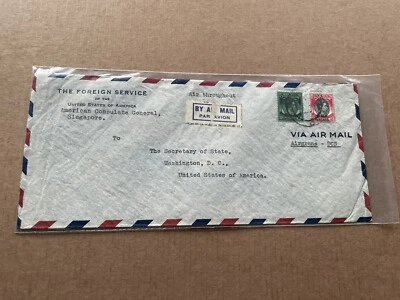 THE FOREIGN SERVICE
OF THE
UNITED STATES OF AMERICA
American Consulate General,
Singapore.
Air throughout
BY AIR MAIL
PAR AVION
VIA AIR MAIL
To
The Secretary of State,
Washington, D. C.,
United States of America.